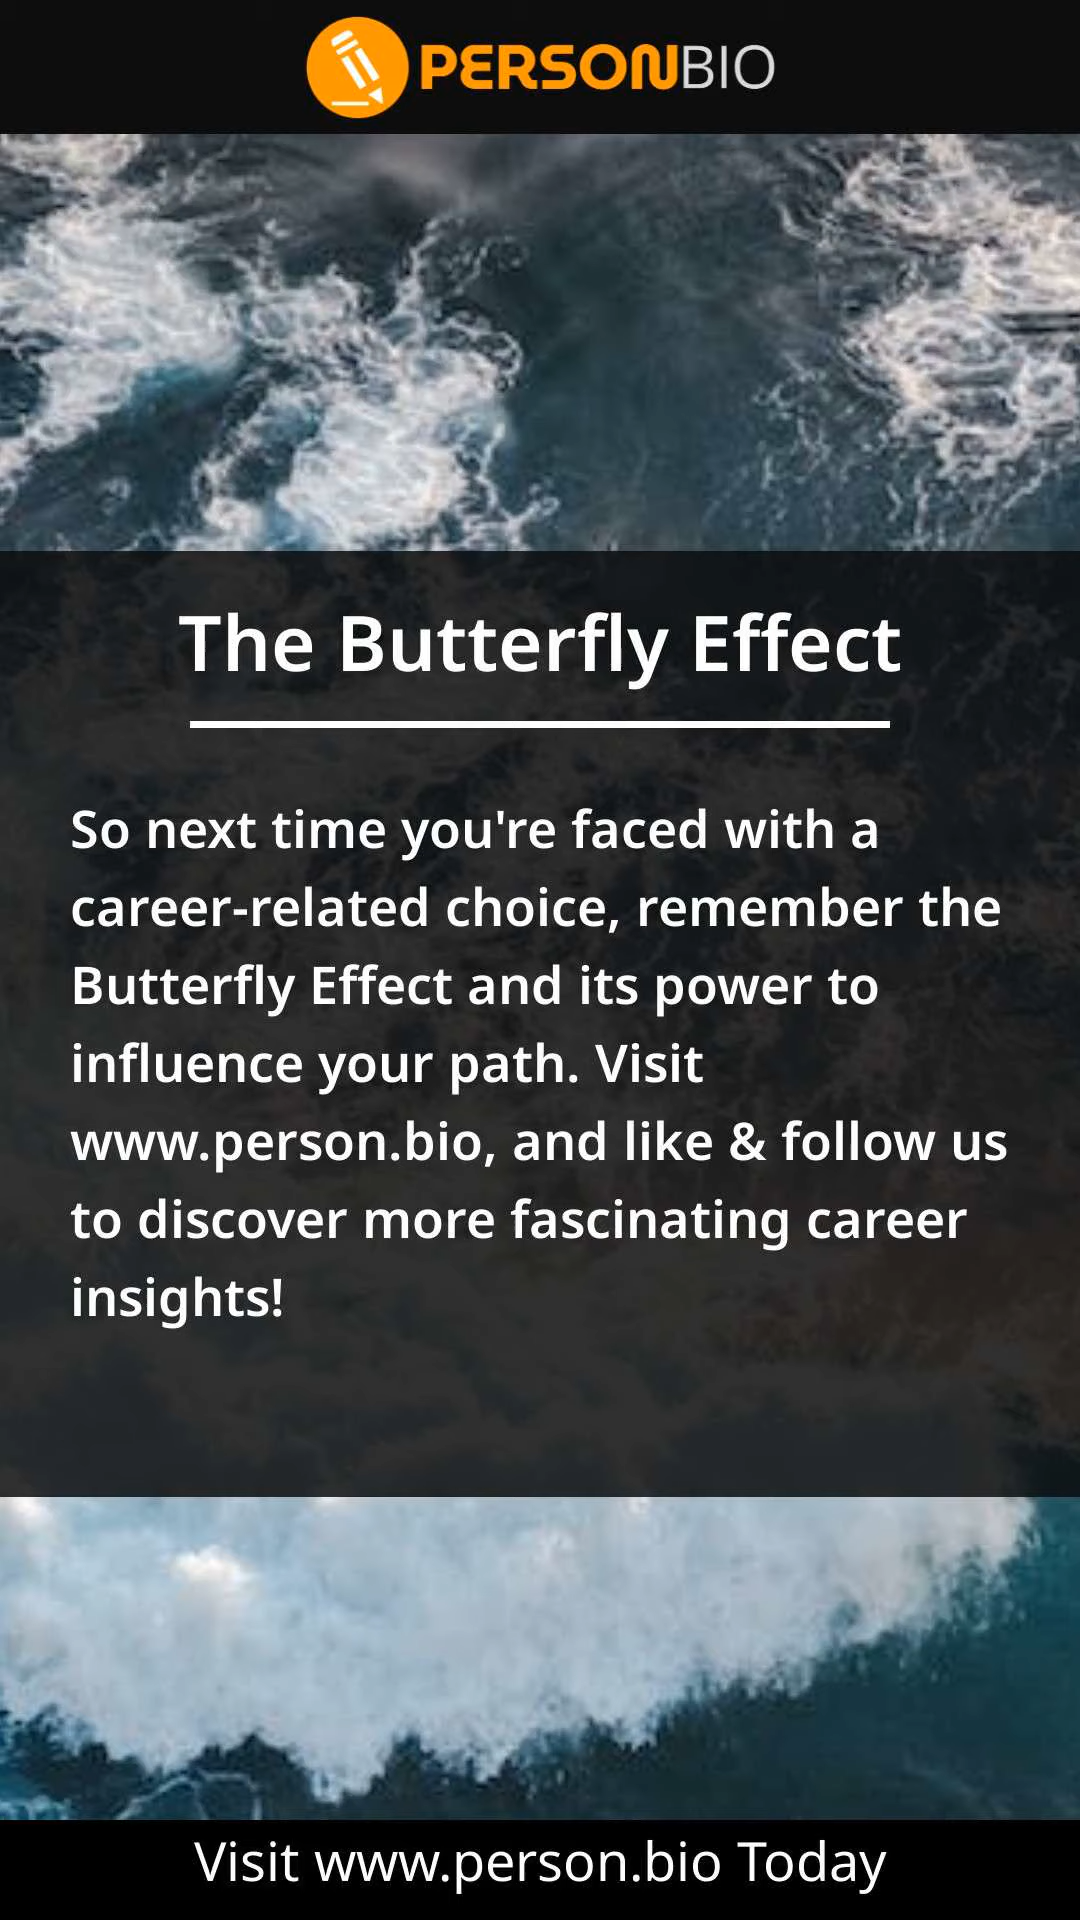 PERSONBIO
The Butterfly Effect
So next time you're faced with a
career-related choice, remember the
Butterfly Effect and its power to
influence your path. Visit
www.person.bio, and like & follow us
to discover more fascinating career
insights!
Visit www.person.bio Today